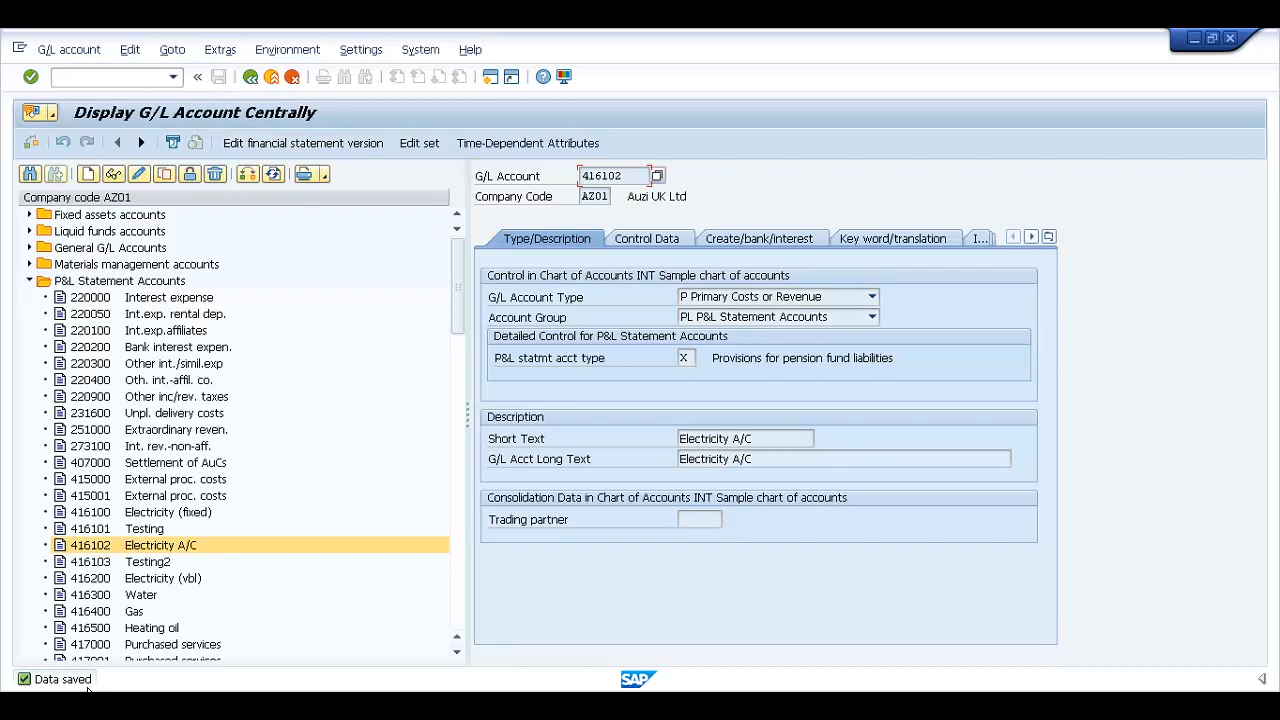 G/L account Edit Goto Extras Environment Settings System Help
Display G/L Account Centrally
Edit financial statement version Edit set Time-Dependent Attributes
Company code AZ01
Fixed assets accounts
Liquid funds accounts
General G/L Accounts
Materials management accounts
P&L Statement Accounts
220000 Interest expense
220050 Int.exp. rental dep.
220100 Int.exp.affiliates
220200 Bank interest expen.
220300 Other int./simil.exp
220400 Oth. int.-affl. co.
220900 Other inc/rev. taxes
231600 Unpl. delivery costs
251000 Extraordinary reven.
273100 Int. rev.-non-aff.
407000 Settlement of AuCs
415000 External proc. costs
415001 External proc. costs
416100 Electricity (fixed)
416101 Testing
416102 Electricity A/C
416103 Testing2
416200 Electricity (vbl)
416300 Water
416400 Gas
416500 Heating oil
417000 Purchased services
417001 Purchased services
G/L Account 416102
Company Code AZ01 Auzi UK Ltd
Type/Description Control Data Create/bank/interest Key word/translation I...
Control in Chart of Accounts INT Sample chart of accounts
G/L Account Type P Primary Costs or Revenue
Account Group PL P&L Statement Accounts
Detailed Control for P&L Statement Accounts
P&L statmt acct type X Provisions for pension fund liabilities
Description
Short Text Electricity A/C
G/L Acct Long Text Electricity A/C
Consolidation Data in Chart of Accounts INT Sample chart of accounts
Trading partner
Data saved
SAP